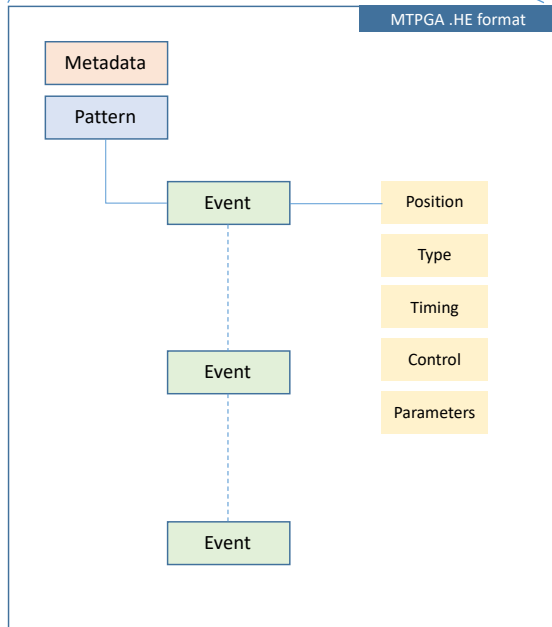 MTPGA .HE format
Metadata
Pattern
Event
Position
Type
Timing
Event
Control
Parameters
Event